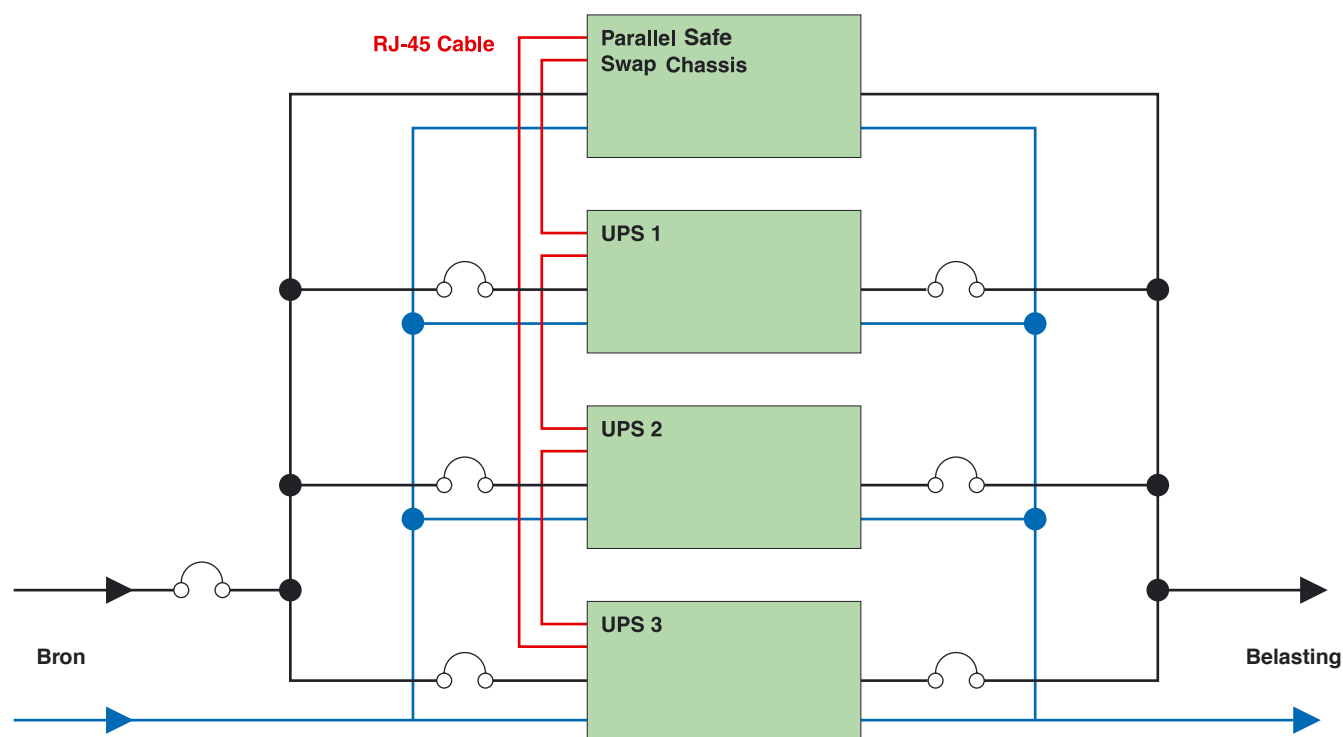 RJ-45 Cable
Parallel Safe
Swap Chassis
UPS 1
UPS 2
UPS 3
Bron
Belasting